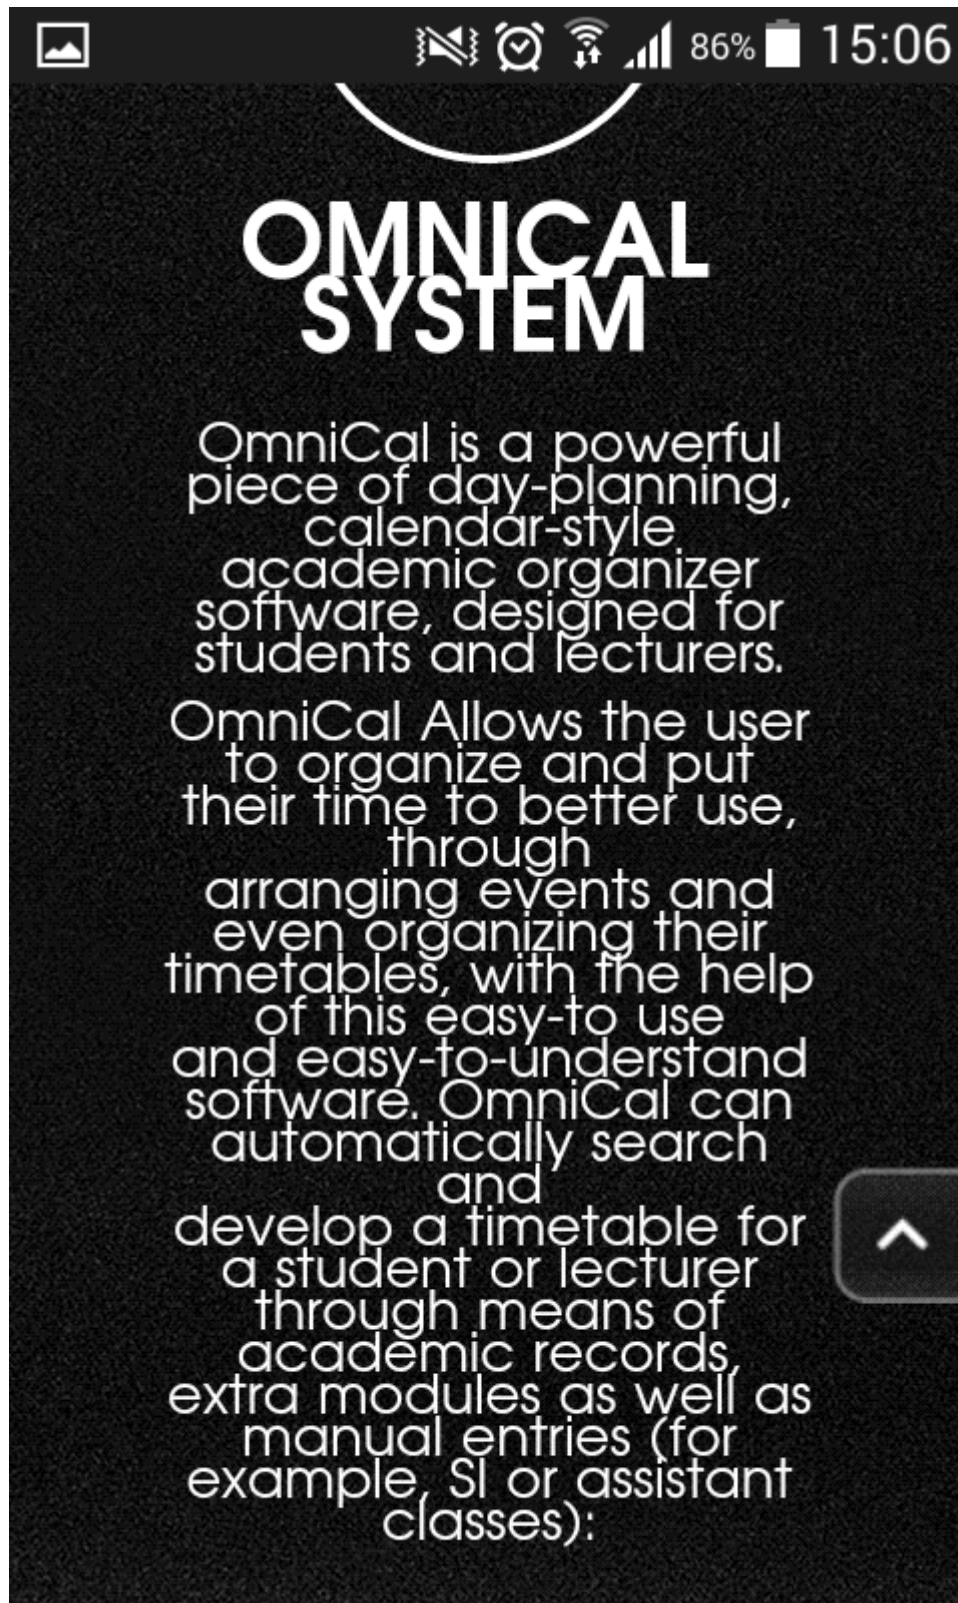 86% 15:06
OMNICAL
SYSTEM
OmniCal is a powerful
piece of day-planning,
calendar-style
academic organizer
software, designed for
students and lecturers.
OmniCal Allows the user
to organize and put
their time to better use,
through
arranging events and
even organizing their
timetables, with the help
of this easy-to use
and easy-to-understand
software. OmniCal can
automatically search
and
develop a timetable for
a student or lecturer
through means of
academic records,
extra modules as well as
manual entries (for
example, SI or assistant
classes):